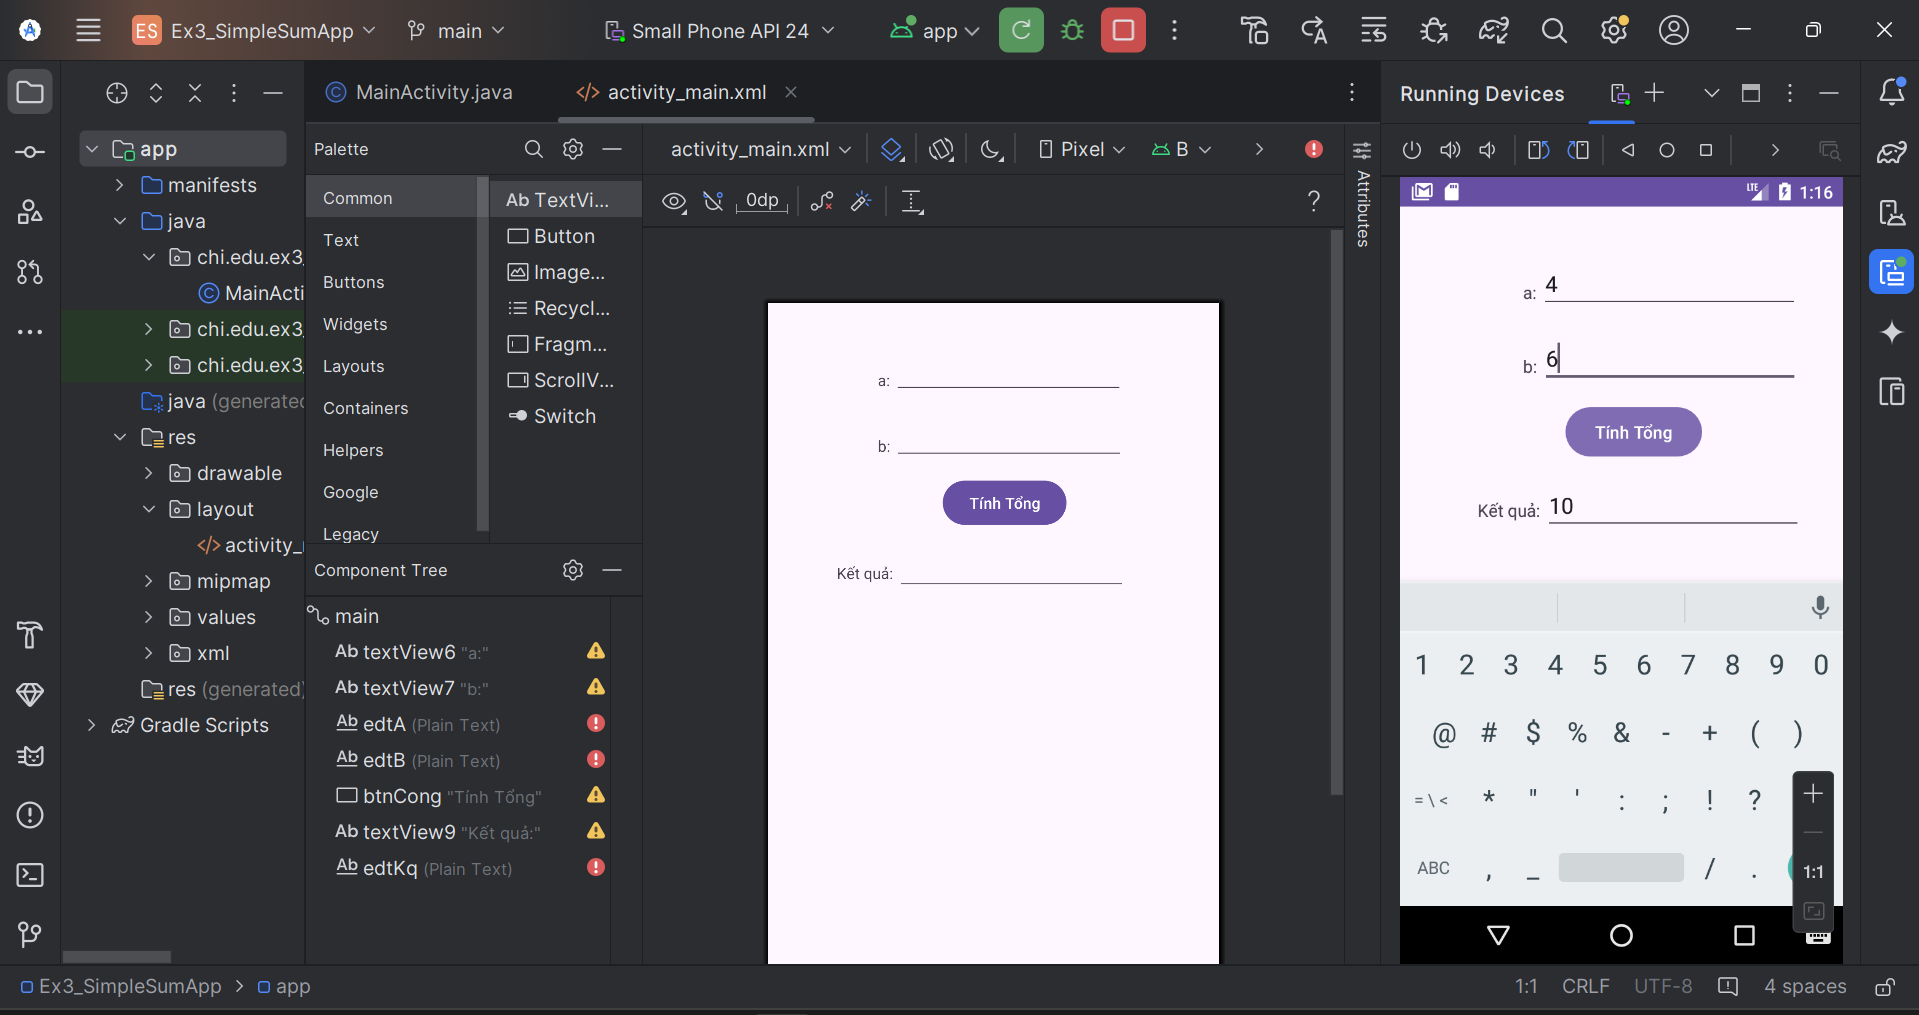 ES Ex3_SimpleSumApp main Small Phone API 24 app
MainActivity.java activity_main.xml
Running Devices
app
manifests
java
chi.edu.ex3_
MainActi
chi.edu.ex3_
chi.edu.ex3_
java (generated
res
drawable
layout
activity_
mipmap
values
xml
res (generated)
Gradle Scripts
Palette
Common
Text
Buttons
Widgets
Layouts
Containers
Helpers
Google
Legacy
Ab TextVi...
Button
Image...
Recycl...
Fragm...
ScrollV...
Switch
Component Tree
main
Ab textView6 "a:"
Ab textView7 "b:"
Ab edtA (Plain Text)
Ab edtB (Plain Text)
btnCong "Tính Tổng"
Ab textView9 "Kết quả:"
Ab edtKq (Plain Text)
activity_main.xml Pixel B
0dp ?
Attributes
a:
b:
Tính Tổng
Kết quả:
LTE 1:16
a: 4
b: 6
Tính Tổng
Kết quả: 10
1 2 3 4 5 6 7 8 9 0
@ # $ % & - + ( )
= \ < * " ' : ; ! ?
ABC , _ / .
1:1
Ex3_SimpleSumApp > app
1:1 CRLF UTF-8 4 spaces